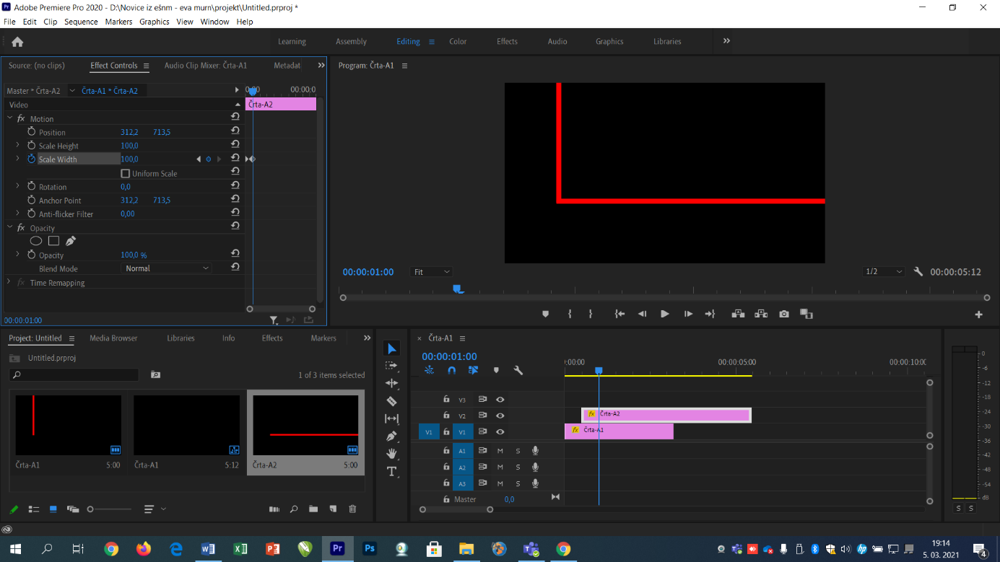 Adobe Premiere Pro 2020 - D:\Novice iz ešnm - eva murn\projekt\Untitled.prproj *
File Edit Clip Sequence Markers Graphics View Window Help
Learning Assembly Editing Color Effects Audio Graphics Libraries
Source: (no clips) Effect Controls Audio Clip Mixer: Črta-A1 Metadat
Program: Črta-A1
Master * Črta-A2 Črta-A1 * Črta-A2 0:00 00:00:0
Video Črta-A2
fx Motion
Position 312,2 713,5
Scale Height 100,0
Scale Width 100,0
Uniform Scale
Rotation 0,0
Anchor Point 312,2 713,5
Anti-flicker Filter 0,00
fx Opacity
Opacity 100,0 %
Blend Mode Normal
fx Time Remapping
00:00:01:00
00:00:01:00 Fit 1/2 00:00:05:12
Project: Untitled Media Browser Libraries Info Effects Markers
Untitled.prproj
1 of 3 items selected
Črta-A1 5:00
Črta-A1 5:12
Črta-A2 5:00
× Črta-A1
00:00:01:00
:00:00 00:00:05:00 00:00:10:00
V3
V2 fx Črta-A2
V1 V1 fx Črta-A1
A1 M S
A2 M S
A3 M S
Master 0,0
0
-6
-12
-18
-24
-30
-36
-42
-48
-54
dB
S S
Pr Ps
19:14
5. 03. 2021
4